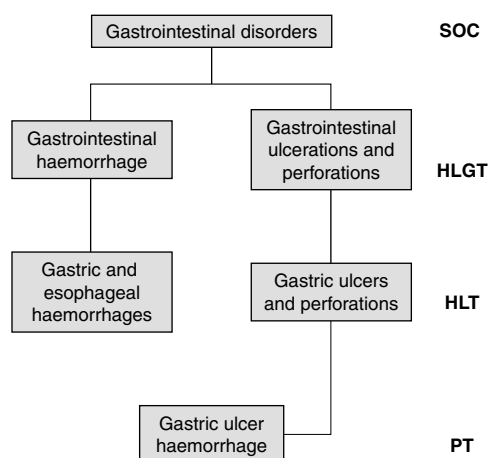 Gastrointestinal disorders
SOC
Gastrointestinal
haemorrhage
Gastrointestinal
ulcerations and
perforations
HLGT
Gastric and
esophageal
haemorrhages
Gastric ulcers
and perforations
HLT
Gastric ulcer
haemorrhage
PT